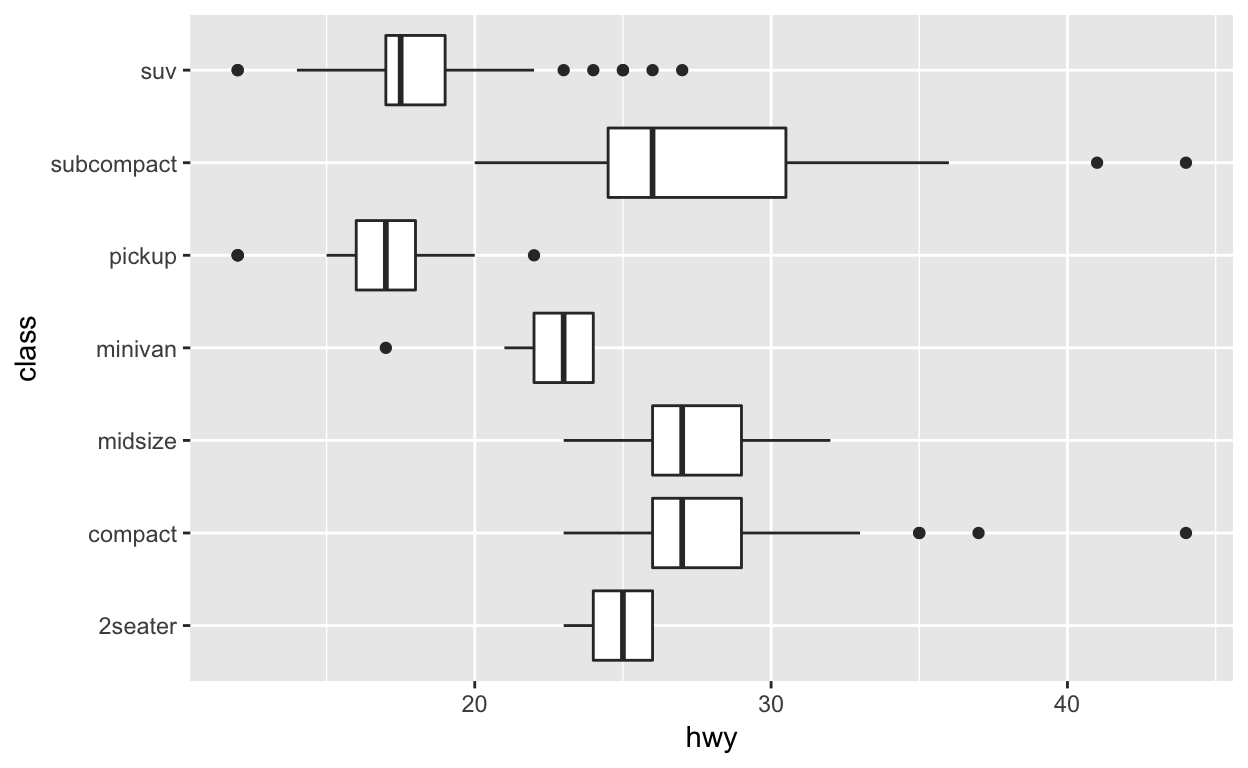 suv
subcompact
pickup
minivan
midsize
compact
2seater
class
20 30 40
hwy